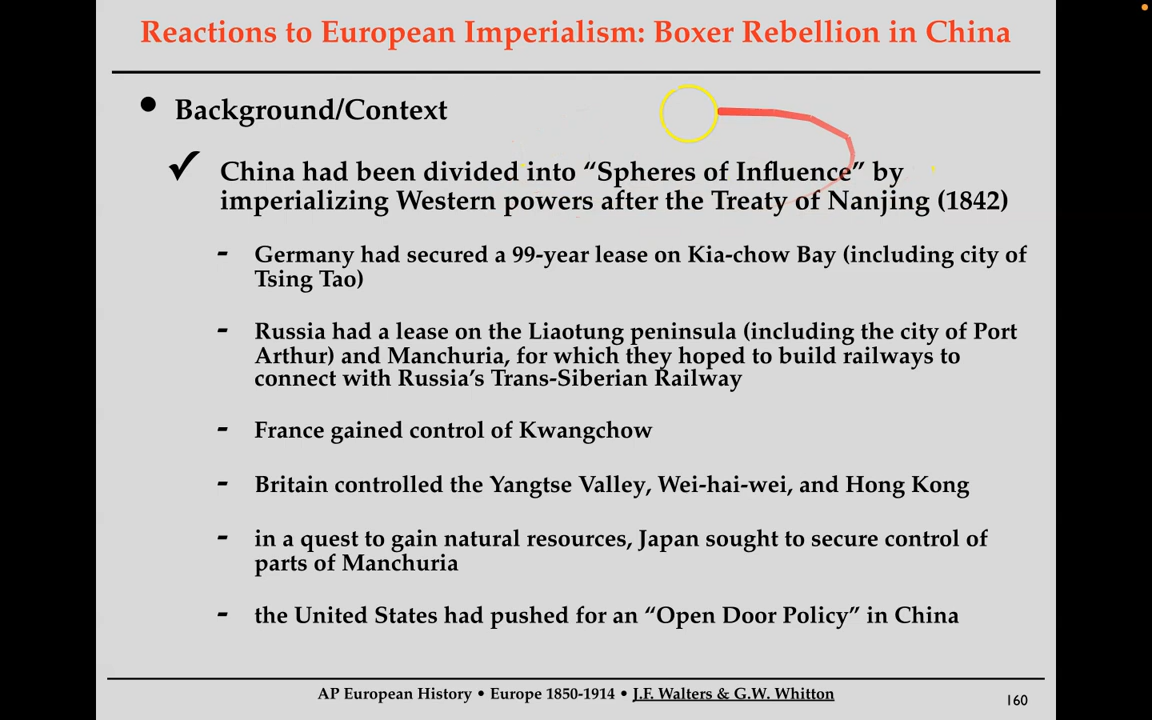 Reactions to European Imperialism: Boxer Rebellion in China
• Background/Context
✓ China had been divided into “Spheres of Influence” by
imperializing Western powers after the Treaty of Nanjing (1842)
- Germany had secured a 99-year lease on Kia-chow Bay (including city of
Tsing Tao)
- Russia had a lease on the Liaotung peninsula (including the city of Port
Arthur) and Manchuria, for which they hoped to build railways to
connect with Russia’s Trans-Siberian Railway
- France gained control of Kwangchow
- Britain controlled the Yangtse Valley, Wei-hai-wei, and Hong Kong
- in a quest to gain natural resources, Japan sought to secure control of
parts of Manchuria
- the United States had pushed for an “Open Door Policy” in China
AP European History • Europe 1850-1914 • J.F. Walters & G.W. Whitton
160